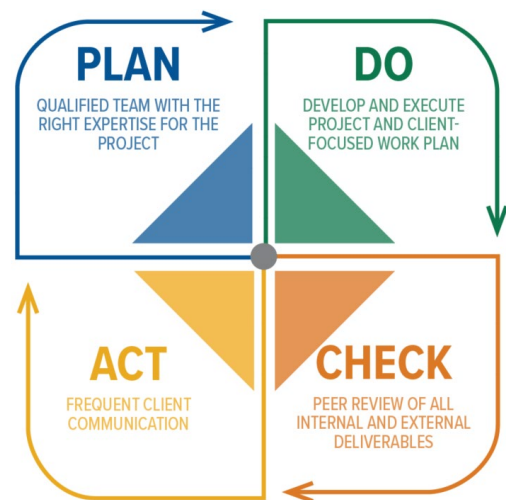 PLAN
QUALIFIED TEAM WITH THE
RIGHT EXPERTISE FOR THE
PROJECT
DO
DEVELOP AND EXECUTE
PROJECT AND CLIENT-
FOCUSED WORK PLAN
ACT
FREQUENT CLIENT
COMMUNICATION
CHECK
PEER REVIEW OF ALL
INTERNAL AND EXTERNAL
DELIVERABLES